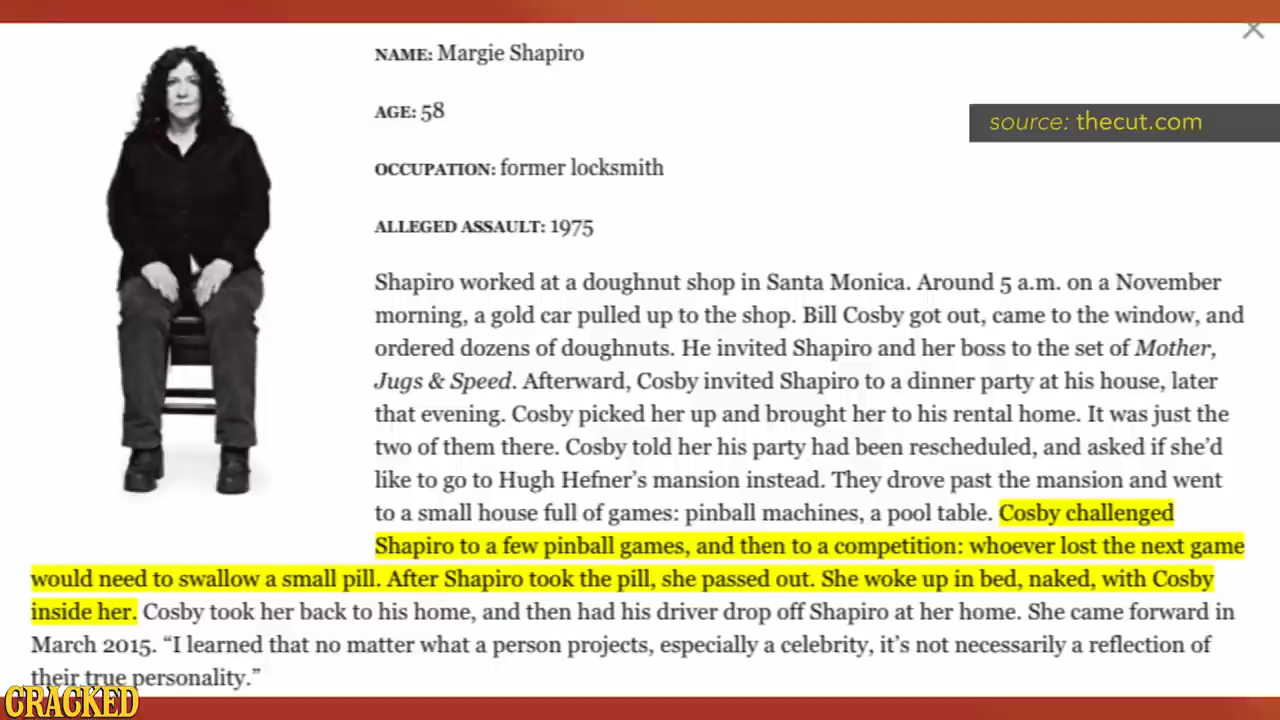 NAME: Margie Shapiro
AGE: 58
source: thecut.com
OCCUPATION: former locksmith
ALLEGED ASSAULT: 1975
Shapiro worked at a doughnut shop in Santa Monica. Around 5 a.m. on a November
morning, a gold car pulled up to the shop. Bill Cosby got out, came to the window, and
ordered dozens of doughnuts. He invited Shapiro and her boss to the set of Mother,
Jugs & Speed. Afterward, Cosby invited Shapiro to a dinner party at his house, later
that evening. Cosby picked her up and brought her to his rental home. It was just the
two of them there. Cosby told her his party had been rescheduled, and asked if she’d
like to go to Hugh Hefner’s mansion instead. They drove past the mansion and went
to a small house full of games: pinball machines, a pool table. Cosby challenged
Shapiro to a few pinball games, and then to a competition: whoever lost the next game
would need to swallow a small pill. After Shapiro took the pill, she passed out. She woke up in bed, naked, with Cosby
inside her. Cosby took her back to his home, and then had his driver drop off Shapiro at her home. She came forward in
March 2015. “I learned that no matter what a person projects, especially a celebrity, it’s not necessarily a reflection of
their true personality.”
CRACKED